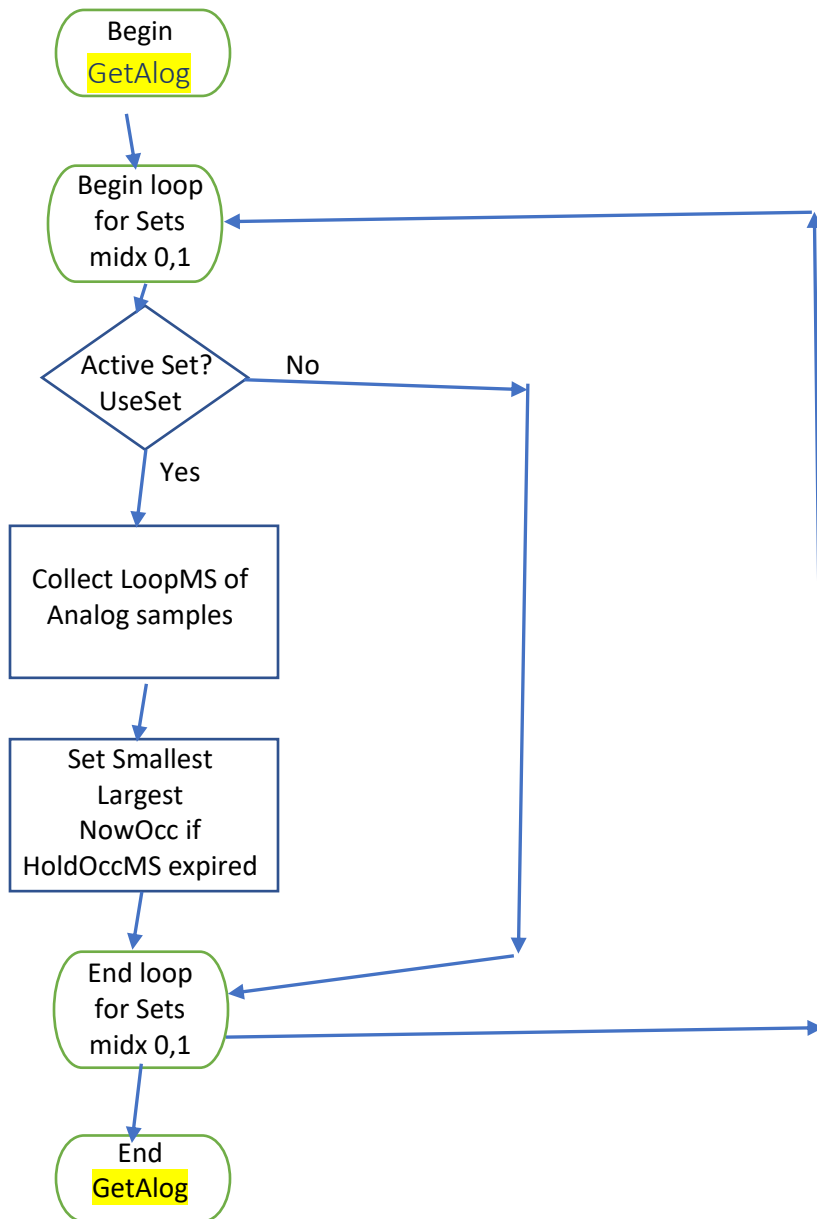 Begin
GetAlog
Begin loop
for Sets
midx 0,1
Active Set?
UseSet
No
Yes
Collect LoopMS of
Analog samples
Set Smallest
Largest
NowOcc if
HoldOccMS expired
End loop
for Sets
midx 0,1
End
GetAlog